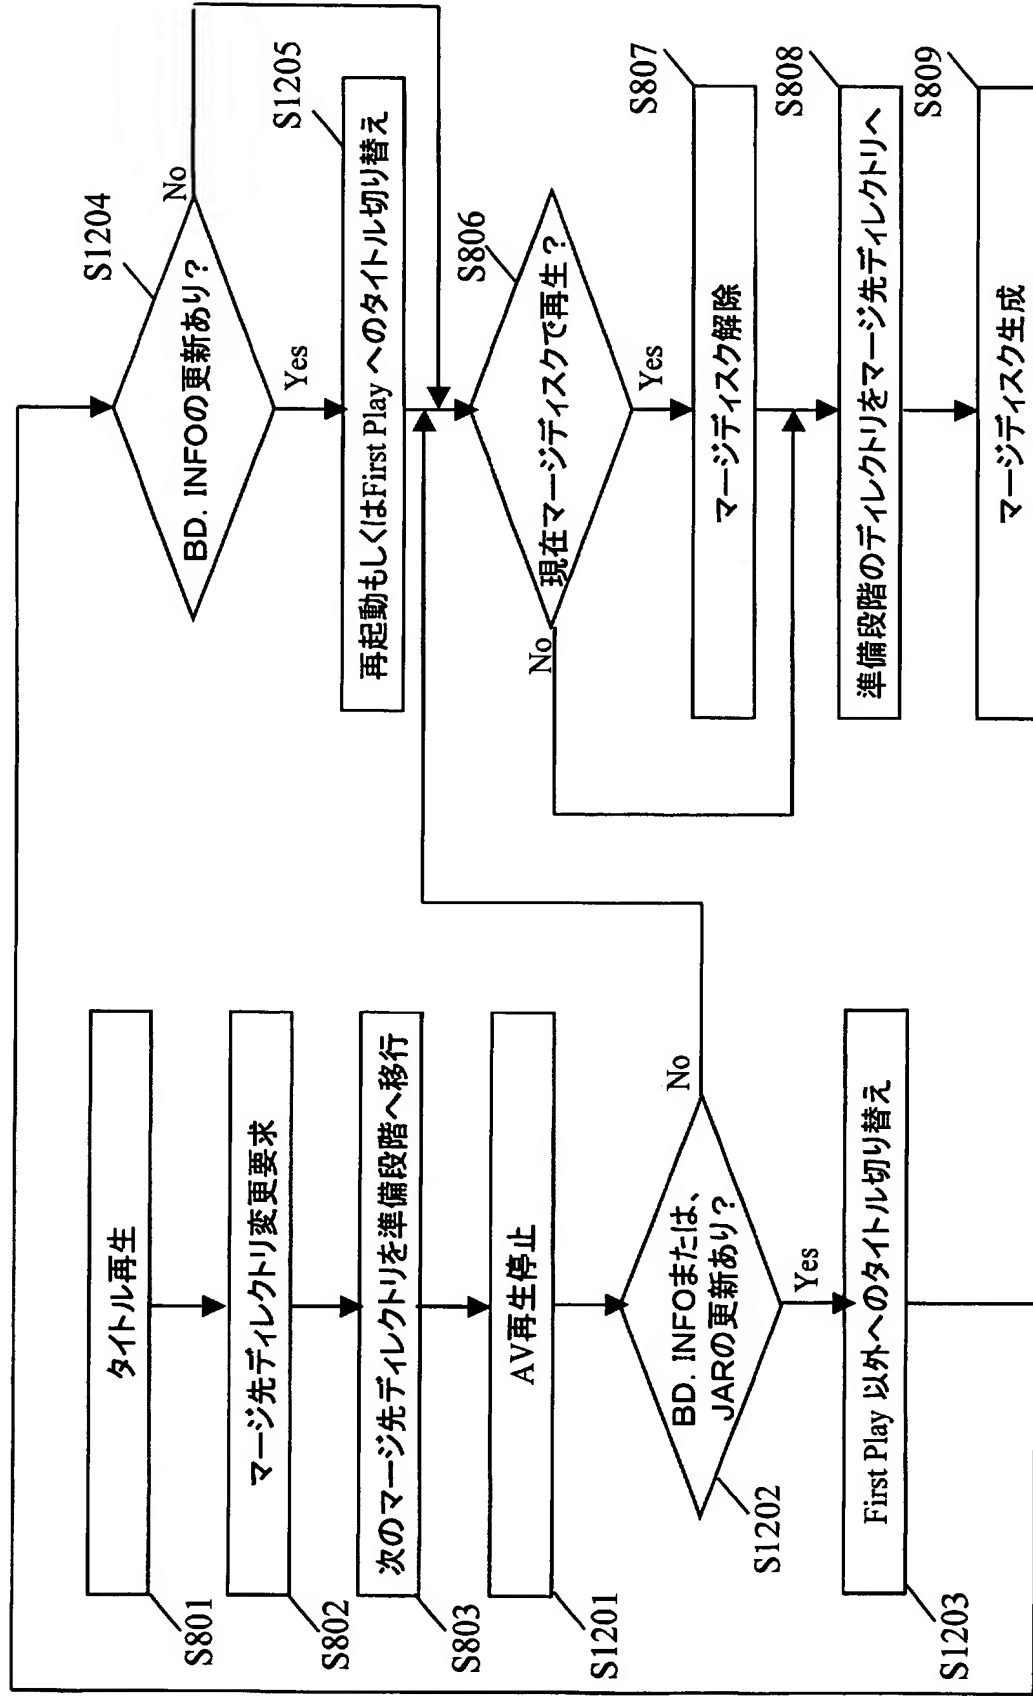 タイトル再生
S801
マージ先ディレクトリ変更要求
S802
次のマージ先ディレクトリを準備段階へ移行
S803
AV再生停止
S1201
BD. INFOまたは、
JARの更新あり？
S1202
No
Yes
First Play 以外へのタイトル切り替え
S1203
BD. INFOの更新あり？
S1204
No
Yes
再起動もしくはFirst Play へのタイトル切り替え
S1205
現在マージディスクで再生？
S806
No
Yes
マージディスク解除
S807
準備段階のディレクトリをマージ先ディレクトリへ
S808
マージディスク生成
S809